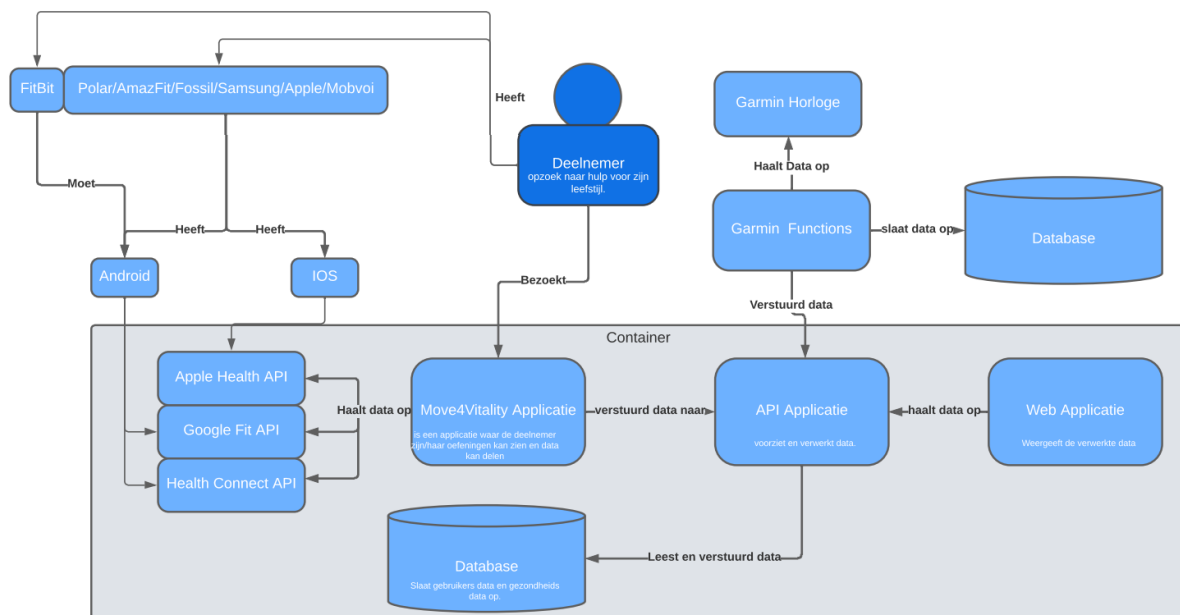 FitBit
Polar/AmazFit/Fossil/Samsung/Apple/Mobvoi
Heeft
Garmin Horloge
Deelnemer
opzoek naar hulp voor zijn
leefstijl.
Haalt Data op
Moet
Heeft
Heeft
Garmin Functions
slaat data op
Database
Android
IOS
Bezoekt
Verstuurd data
Container
Apple Health API
Google Fit API
Health Connect API
Haalt data op
Move4Vitality Applicatie
is een applicatie waar de deelnemer
zijn/haar oefeningen kan zien en data
kan delen
verstuurd data naar
API Applicatie
voorziet en verwerkt data.
haalt data op
Web Applicatie
Weergeeft de verwerkte data
Database
Slaat gebruikers data en gezondheids
data op.
Leest en verstuurd data